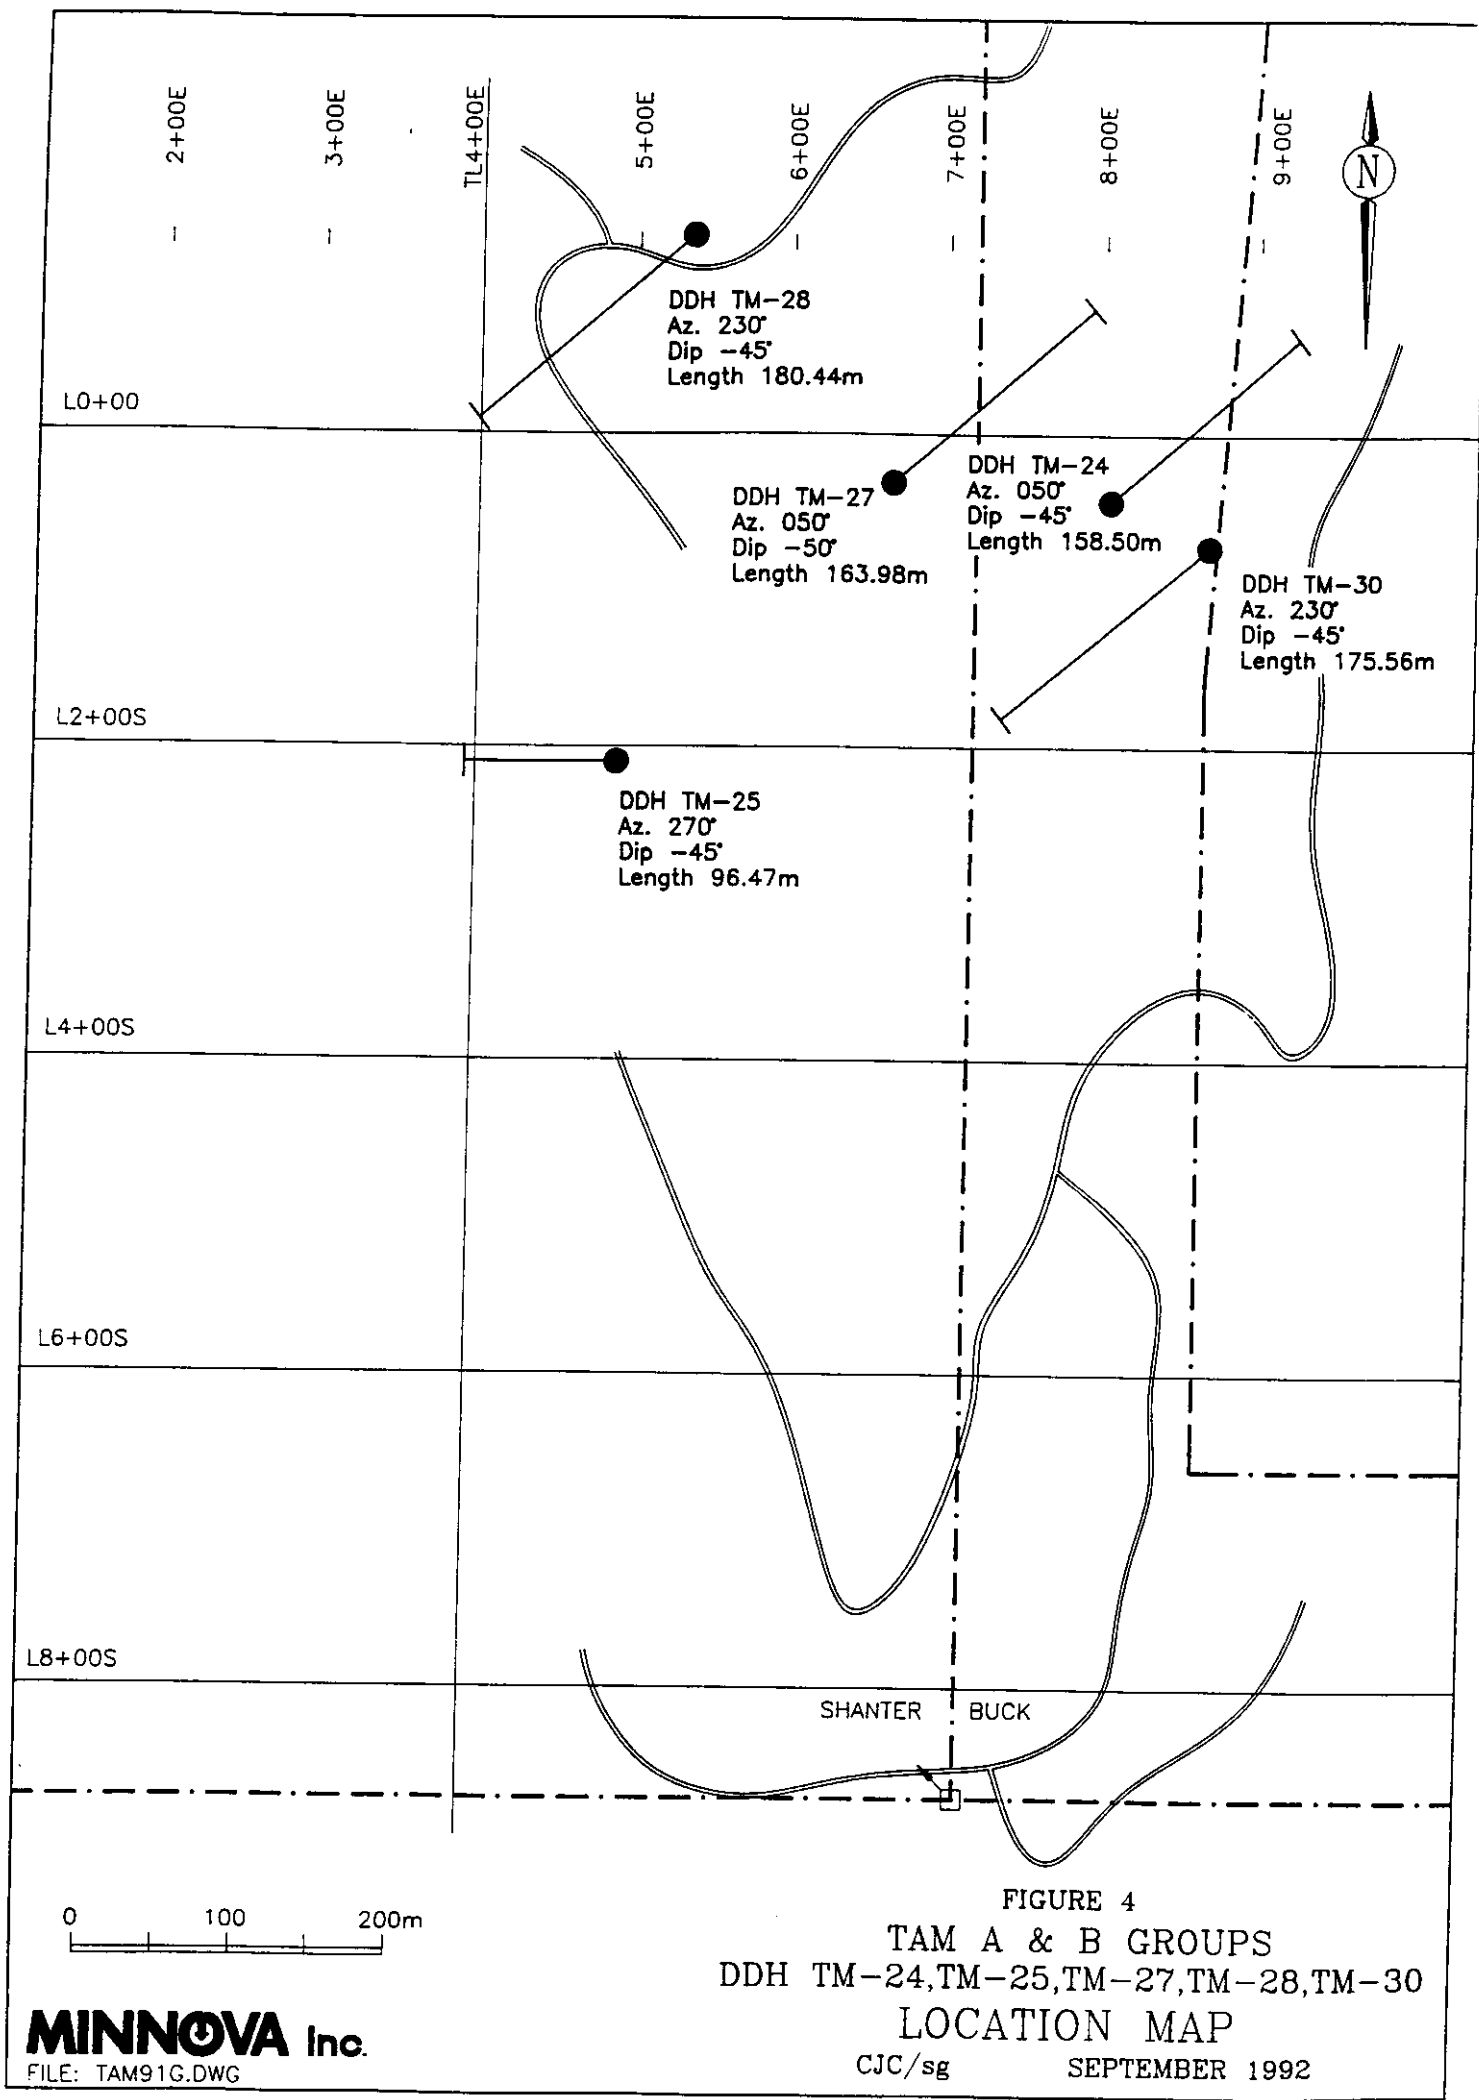 2+00E
3+00E
TL4+00E
5+00E
6+00E
7+00E
8+00E
9+00E
N
DDH TM-28
Az. 230°
Dip -45°
Length 180.44m
L0+00
DDH TM-27
Az. 050°
Dip -50°
Length 163.98m
DDH TM-24
Az. 050°
Dip -45°
Length 158.50m
DDH TM-30
Az. 230°
Dip -45°
Length 175.56m
L2+00S
DDH TM-25
Az. 270°
Dip -45°
Length 96.47m
L4+00S
L6+00S
L8+00S
SHANTER
BUCK
0 100 200m
FIGURE 4
TAM A & B GROUPS
DDH TM-24,TM-25,TM-27,TM-28,TM-30
LOCATION MAP
CJC/sg SEPTEMBER 1992
MINNOVA Inc.
FILE: TAM91G.DWG